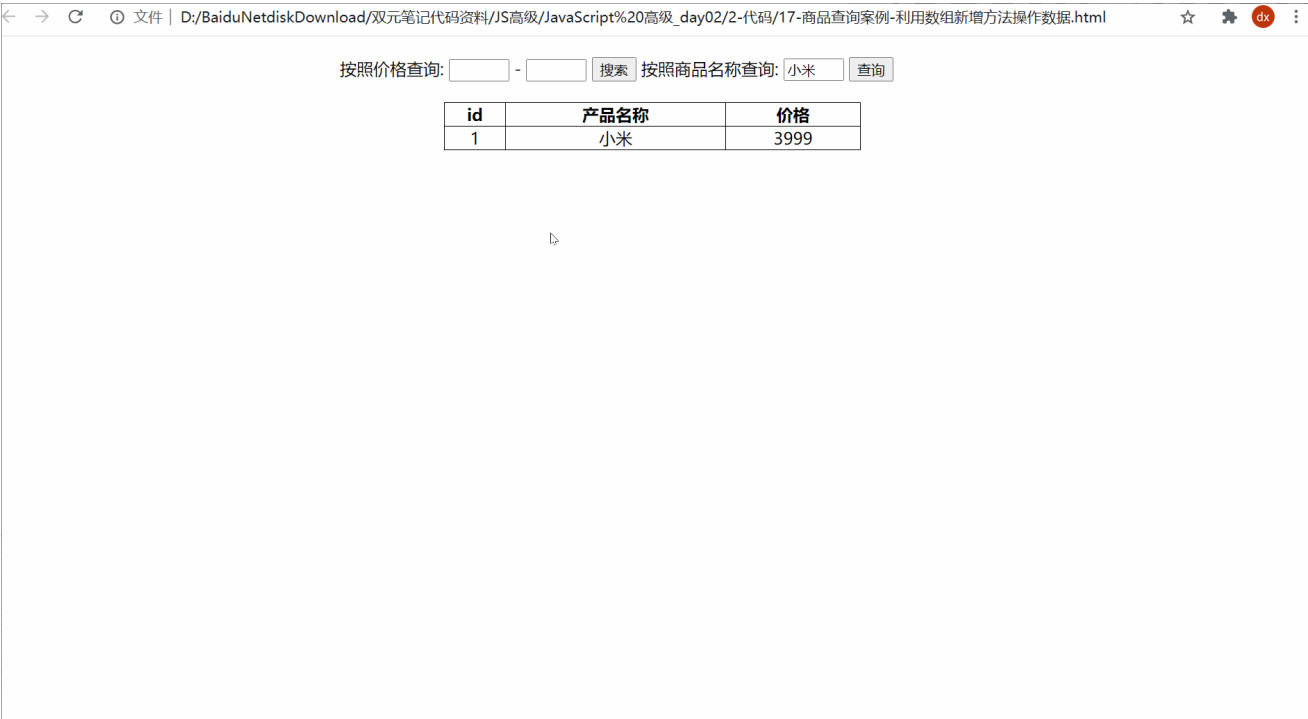 文件 D:/BaiduNetdiskDownload/双元笔记代码资料/JS高级/JavaScript%20高级_day02/2-代码/17-商品查询案例-利用数组新增方法操作数据.html dx
按照价格查询: - 搜索 按照商品名称查询: 小米 查询
id 产品名称 价格
1 小米 3999